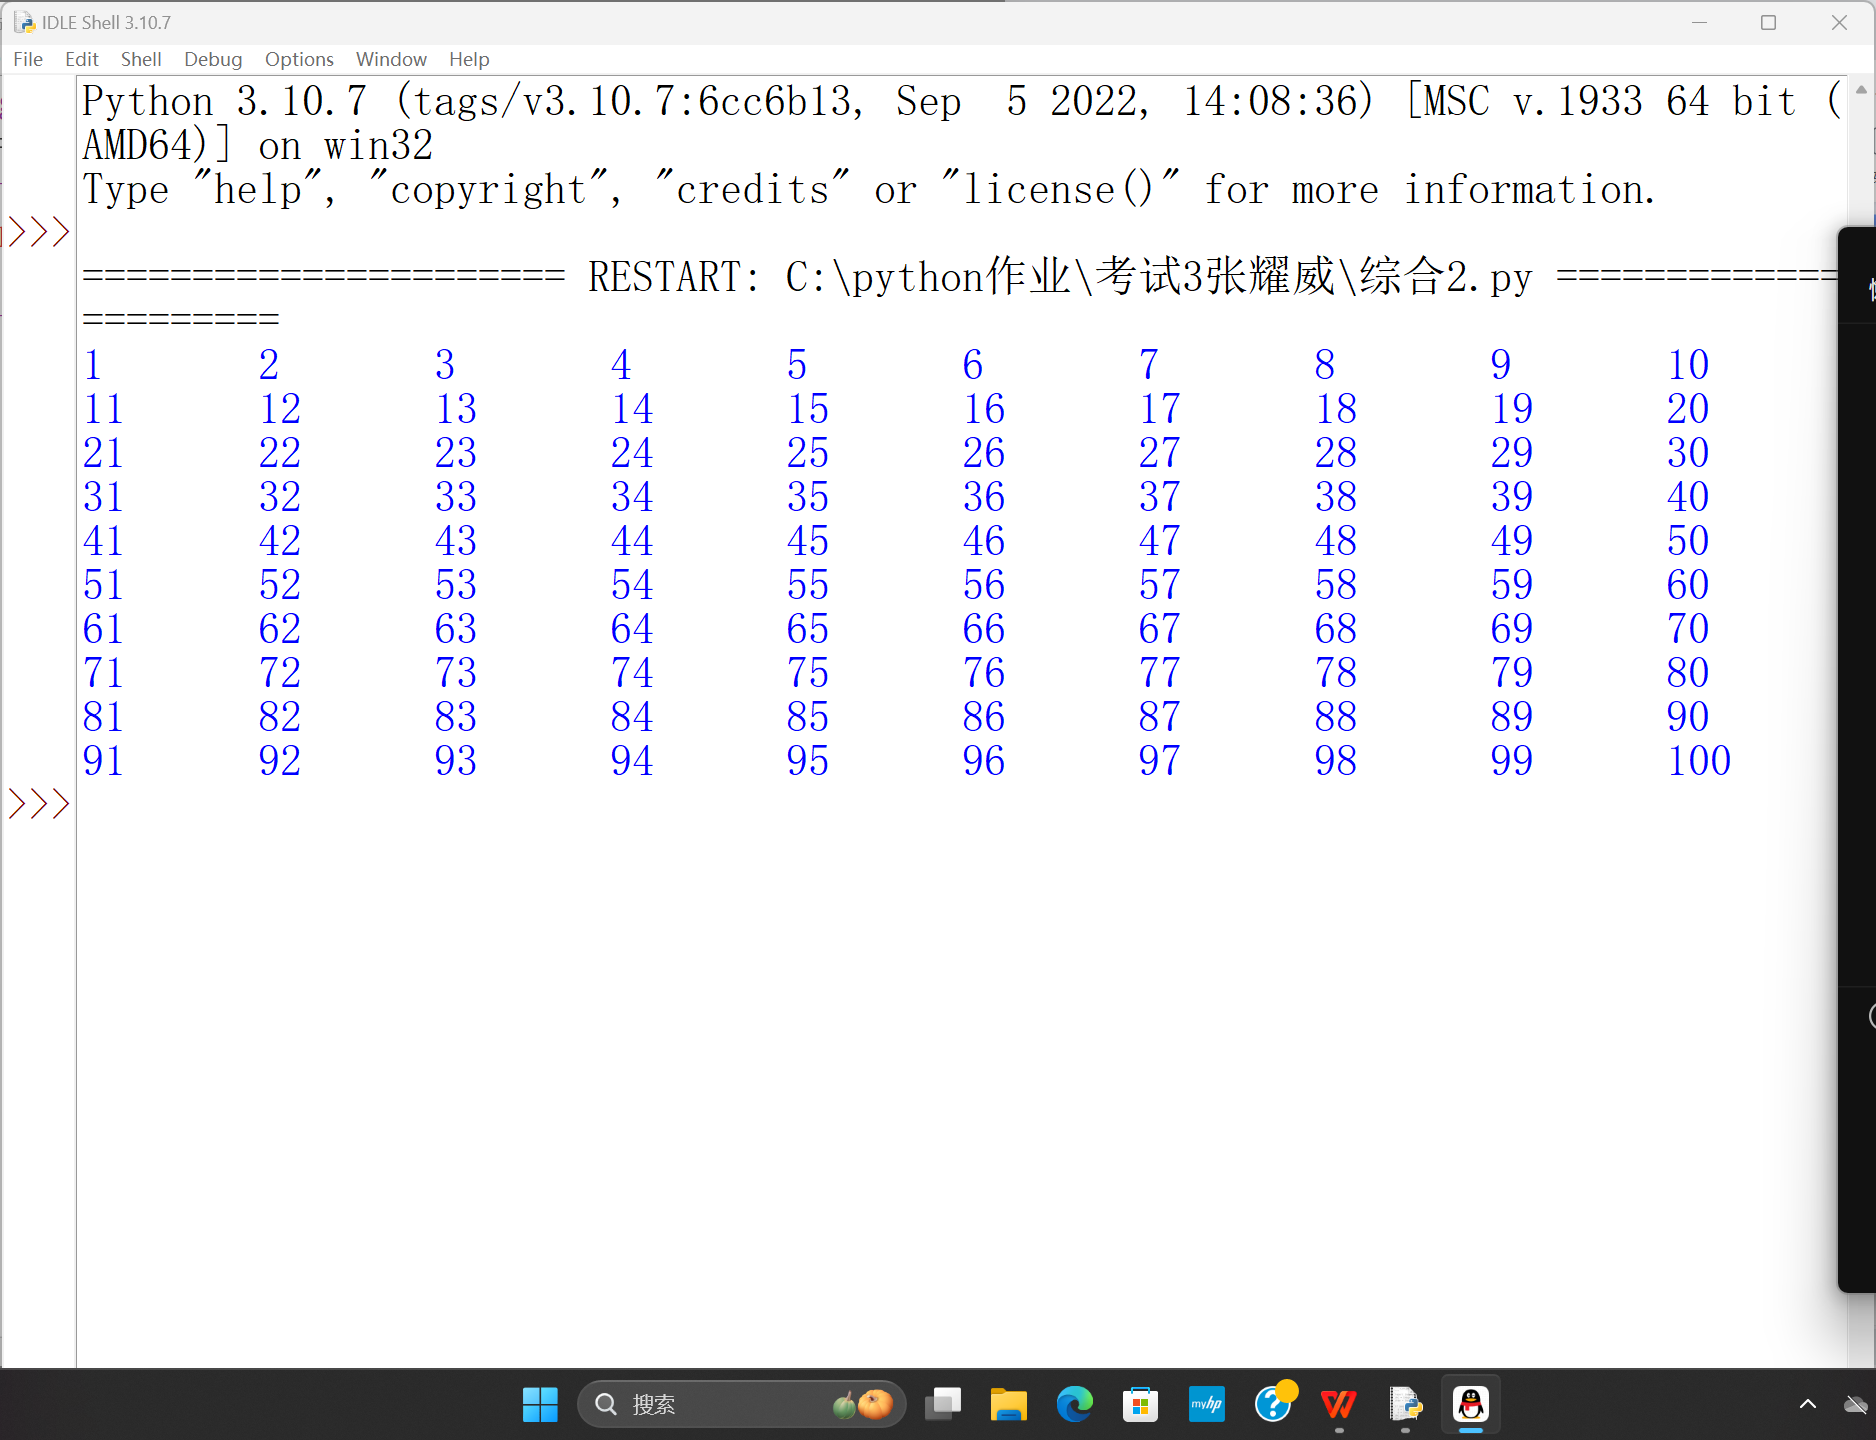 IDLE Shell 3.10.7
File Edit Shell Debug Options Window Help
Python 3.10.7 (tags/v3.10.7:6cc6b13, Sep  5 2022, 14:08:36) [MSC v.1933 64 bit (
AMD64)] on win32
Type "help", "copyright", "credits" or "license()" for more information.
>>>
====================== RESTART: C:\python作业\考试3张耀威\综合2.py =============
=========
1 2 3 4 5 6 7 8 9 10
11 12 13 14 15 16 17 18 19 20
21 22 23 24 25 26 27 28 29 30
31 32 33 34 35 36 37 38 39 40
41 42 43 44 45 46 47 48 49 50
51 52 53 54 55 56 57 58 59 60
61 62 63 64 65 66 67 68 69 70
71 72 73 74 75 76 77 78 79 80
81 82 83 84 85 86 87 88 89 90
91 92 93 94 95 96 97 98 99 100
>>>
搜索
myhp